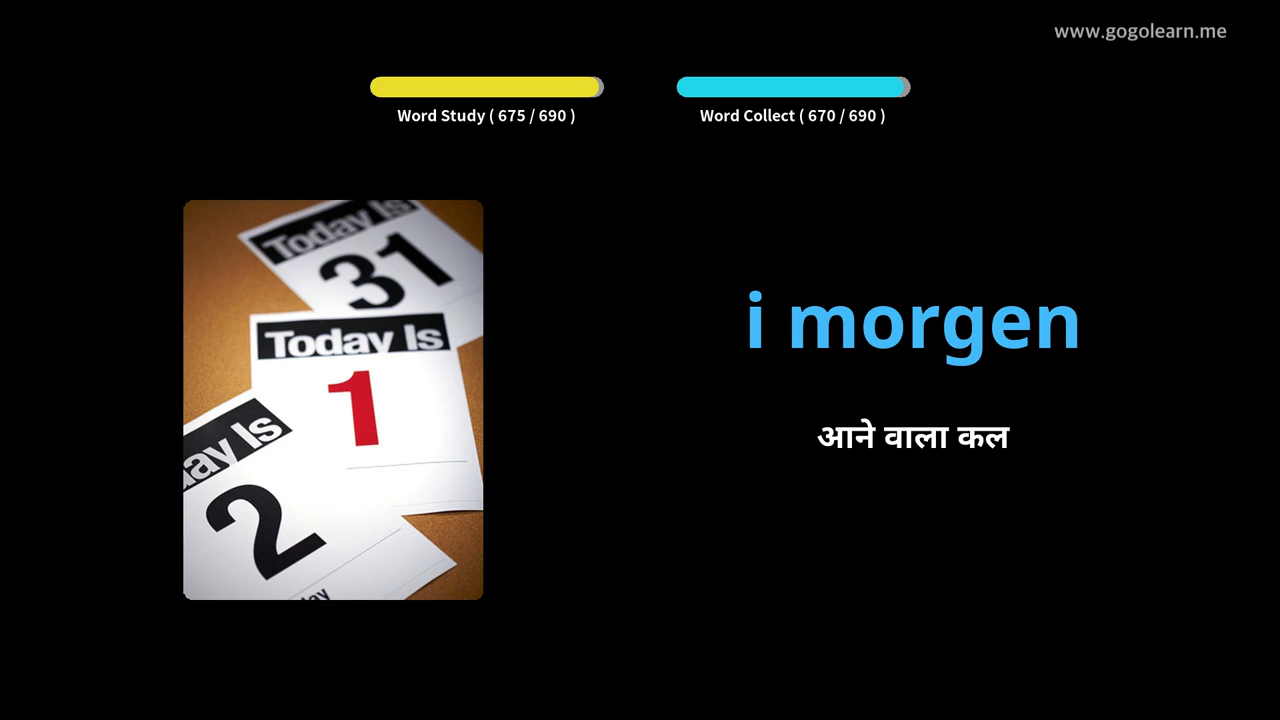 www.gogolearn.me
Word Study ( 675 / 690 )
Word Collect ( 670 / 690 )
Today Is
31
Today Is
1
ay Is
2
i morgen
आने वाला कल